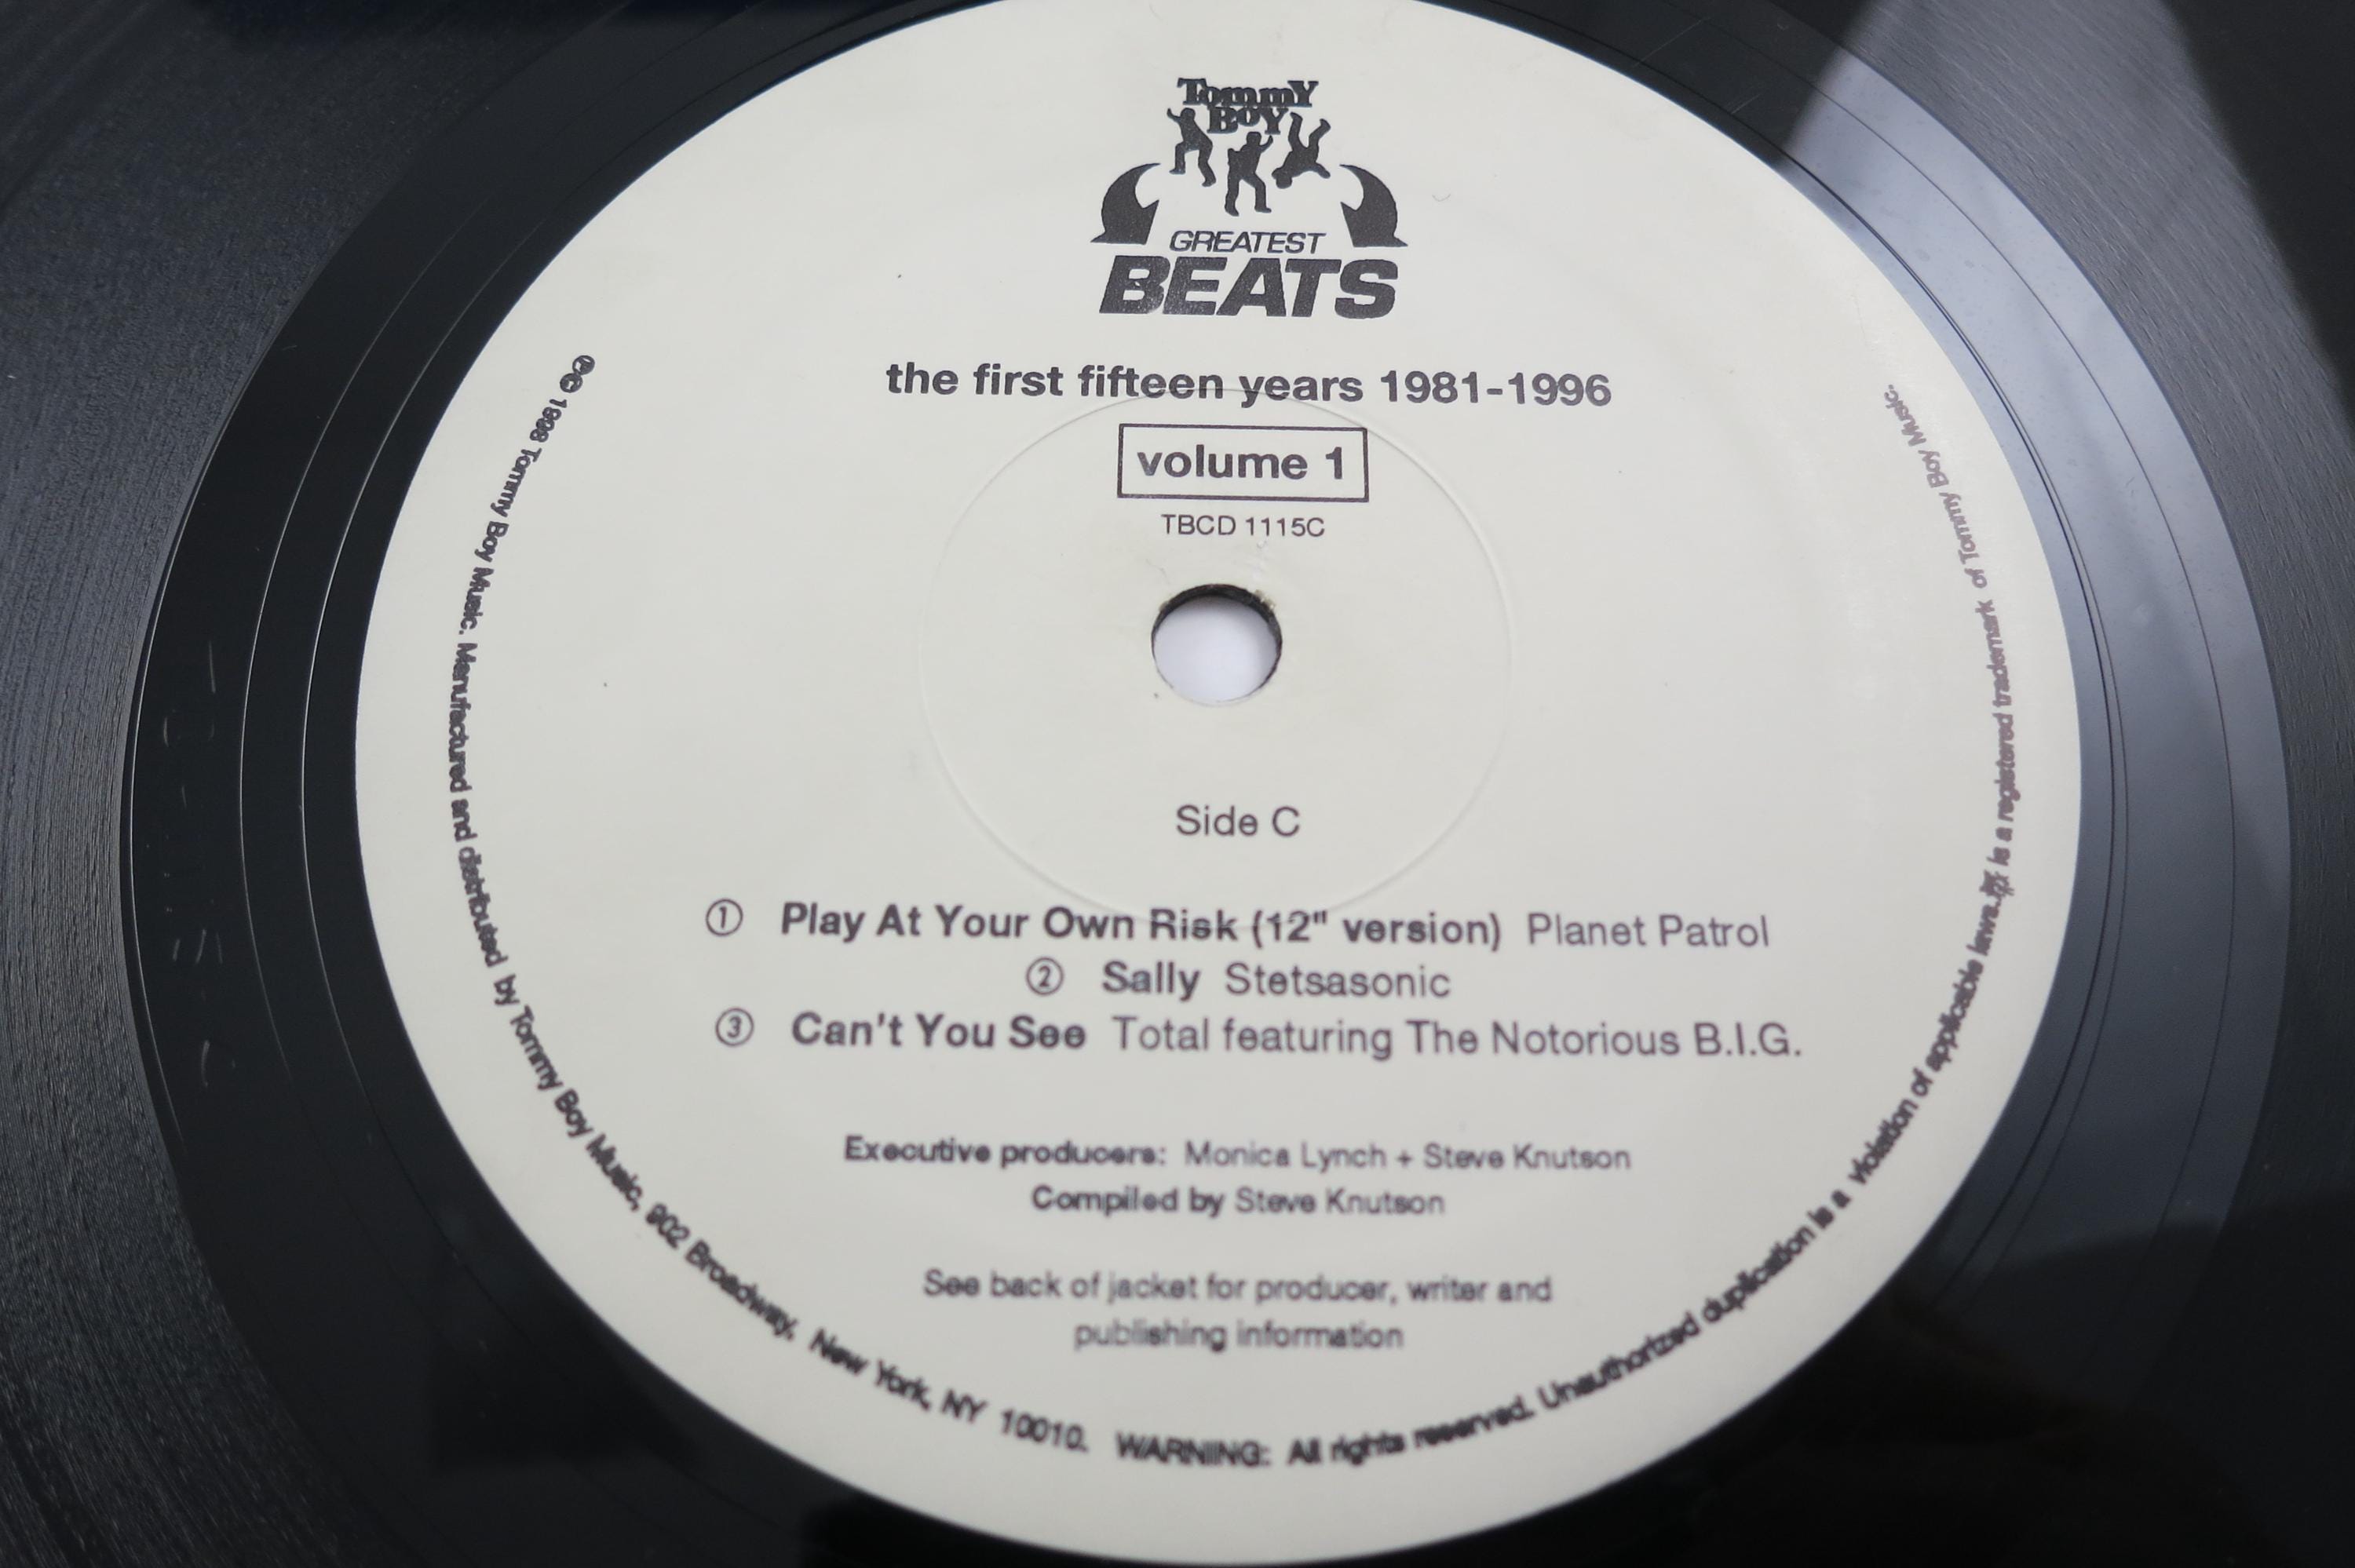 TommY
BoY
GREATEST
BEATS
the first fifteen years 1981-1996
volume 1
TBCD 1115C
Side C
① Play At Your Own Risk (12" version) Planet Patrol
② Sally Stetsasonic
③ Can't You See Total featuring The Notorious B.I.G.
Executive producers: Monica Lynch + Steve Knutson
Compiled by Steve Knutson
See back of jacket for producer, writer and
publishing information
℗© 1998 Tommy Boy Music. Manufactured and distributed by Tommy Boy Music, 902 Broadway, New York, NY 10010. WARNING: All rights reserved. Unauthorized duplication is a violation of applicable laws. is a registered trademark of Tommy Boy Music.